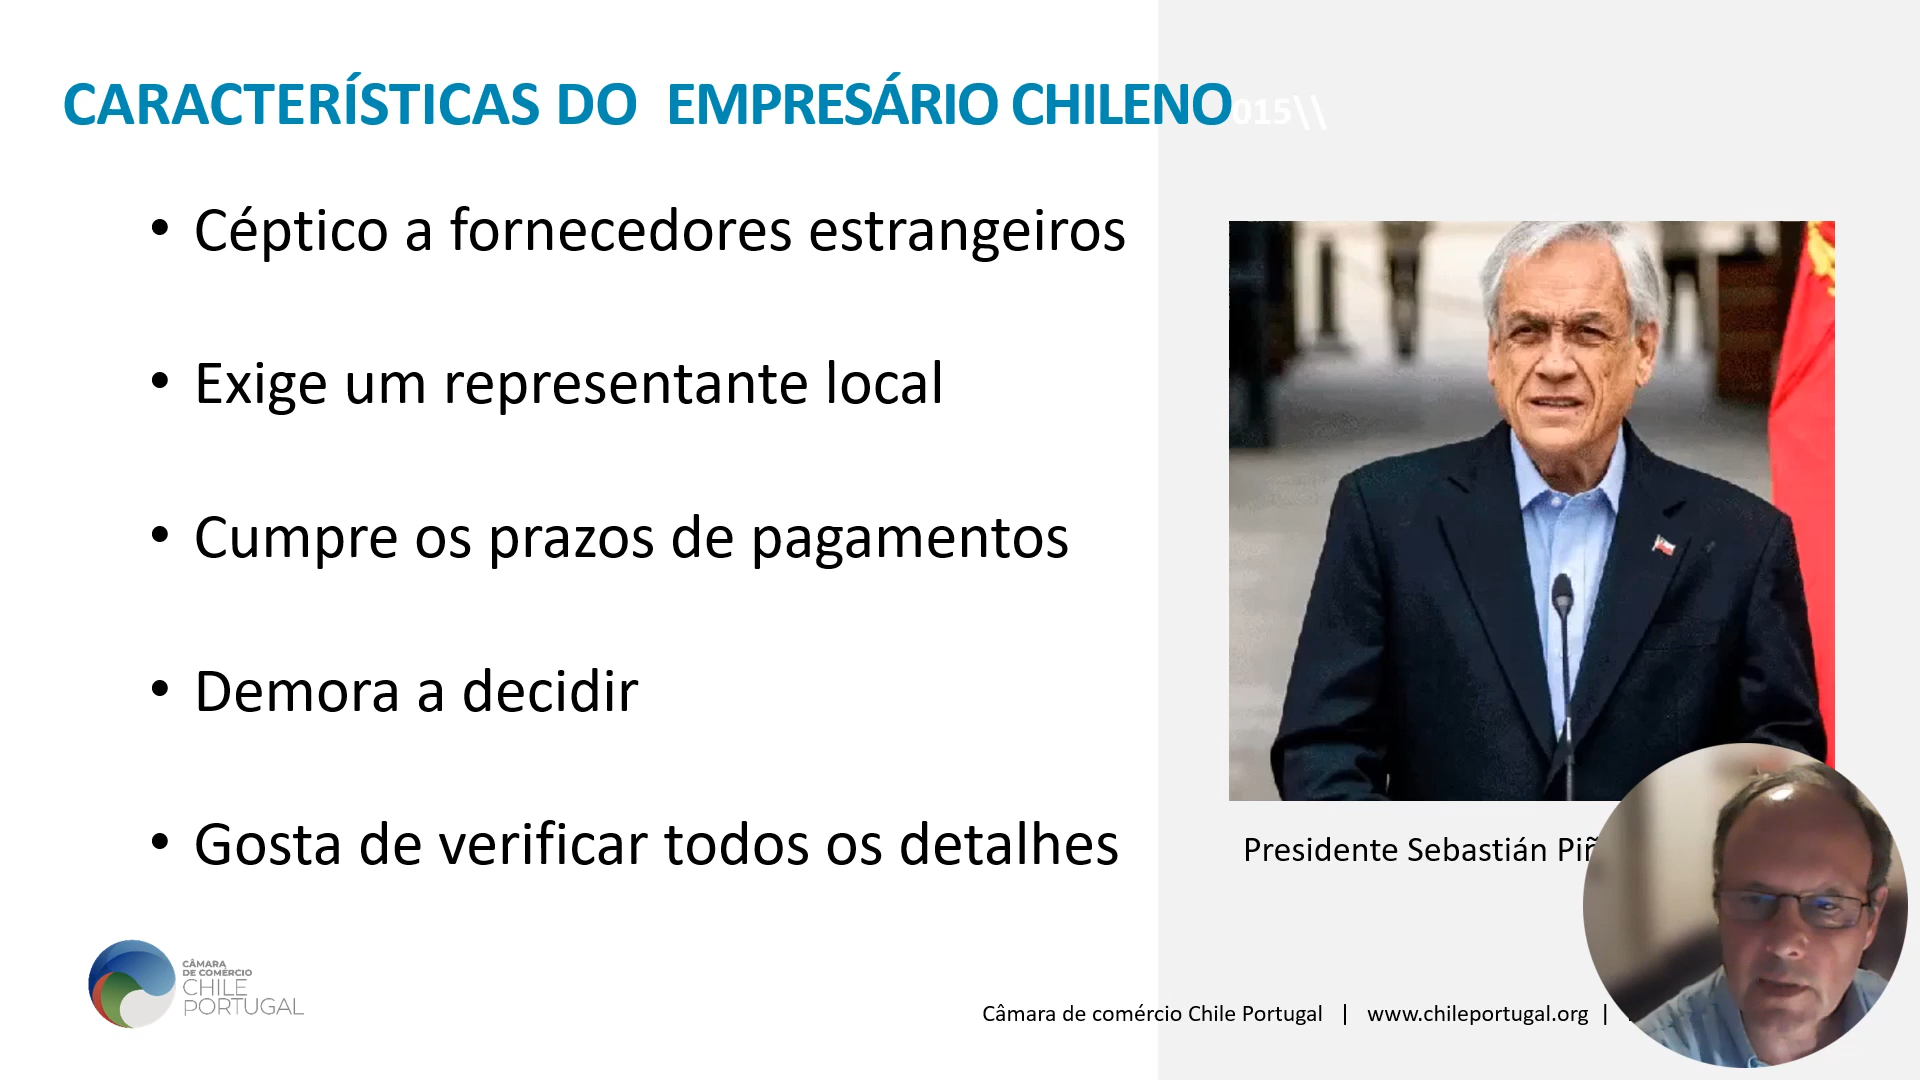 CARACTERÍSTICAS DO EMPRESÁRIO CHILENO
015\\
• Céptico a fornecedores estrangeiros
• Exige um representante local
• Cumpre os prazos de pagamentos
• Demora a decidir
• Gosta de verificar todos os detalhes
Presidente Sebastián
CÂMARA
DE COMÉRCIO
CHILE
PORTUGAL
Câmara de comércio Chile Portugal | www.chileportugal.org |